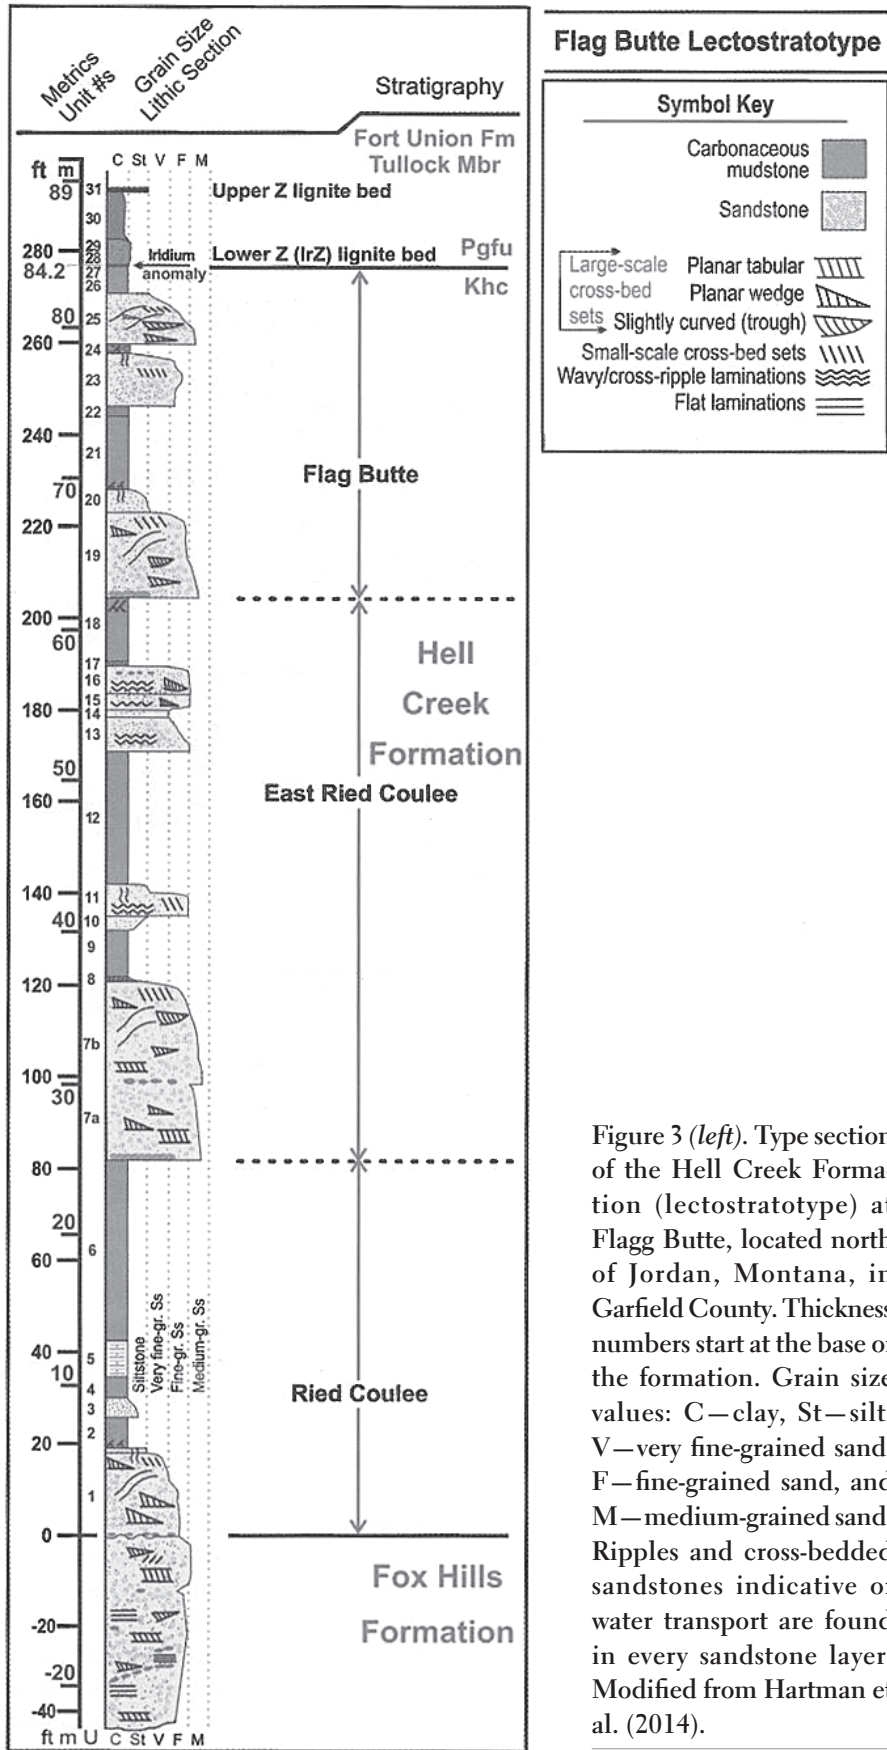 Metrics
Unit #s
Grain Size
Lithic Section
Stratigraphy
Flag Butte Lectostratotype
Symbol Key
Carbonaceous
mudstone
Sandstone
Large-scale
cross-bed
sets
Planar tabular
Planar wedge
Slightly curved (trough)
Small-scale cross-bed sets
Wavy/cross-ripple laminations
Flat laminations
Fort Union Fm
Tullock Mbr
C St V F M
ft m
89
31
Upper Z lignite bed
30
29
280
28
Iridium
anomaly
Lower Z (IrZ) lignite bed
Pgfu
84.2
27
Khc
26
80
25
260
24
23
22
240
21
Flag Butte
70
20
220
19
200
18
60
Hell
Creek
Formation
17
16
15
180
14
13
50
East Ried Coulee
160
12
140
11
40
10
9
120
8
7b
100
30
7a
80
20
6
60
Siltstone
Very fine-gr. Ss
Fine-gr. Ss
Medium-gr. Ss
40
5
10
4
Ried Coulee
3
2
20
1
0
Fox Hills
Formation
-20
-20
-40
ft m U C St V F M
Figure 3 (left). Type section
of the Hell Creek Forma-
tion (lectostratotype) at
Flagg Butte, located north
of Jordan, Montana, in
Garfield County. Thickness
numbers start at the base of
the formation. Grain size
values: C—clay, St—silt,
V—very fine-grained sand,
F—fine-grained sand, and
M—medium-grained sand.
Ripples and cross-bedded
sandstones indicative of
water transport are found
in every sandstone layer.
Modified from Hartman et
al. (2014).